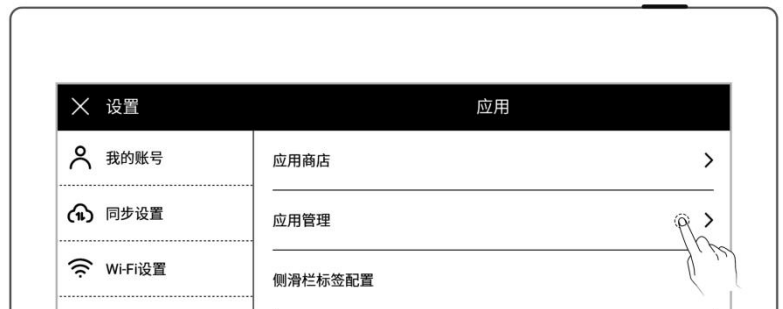 设置
应用
我的账号
同步设置
Wi-Fi设置
应用商店
应用管理
侧滑栏标签配置